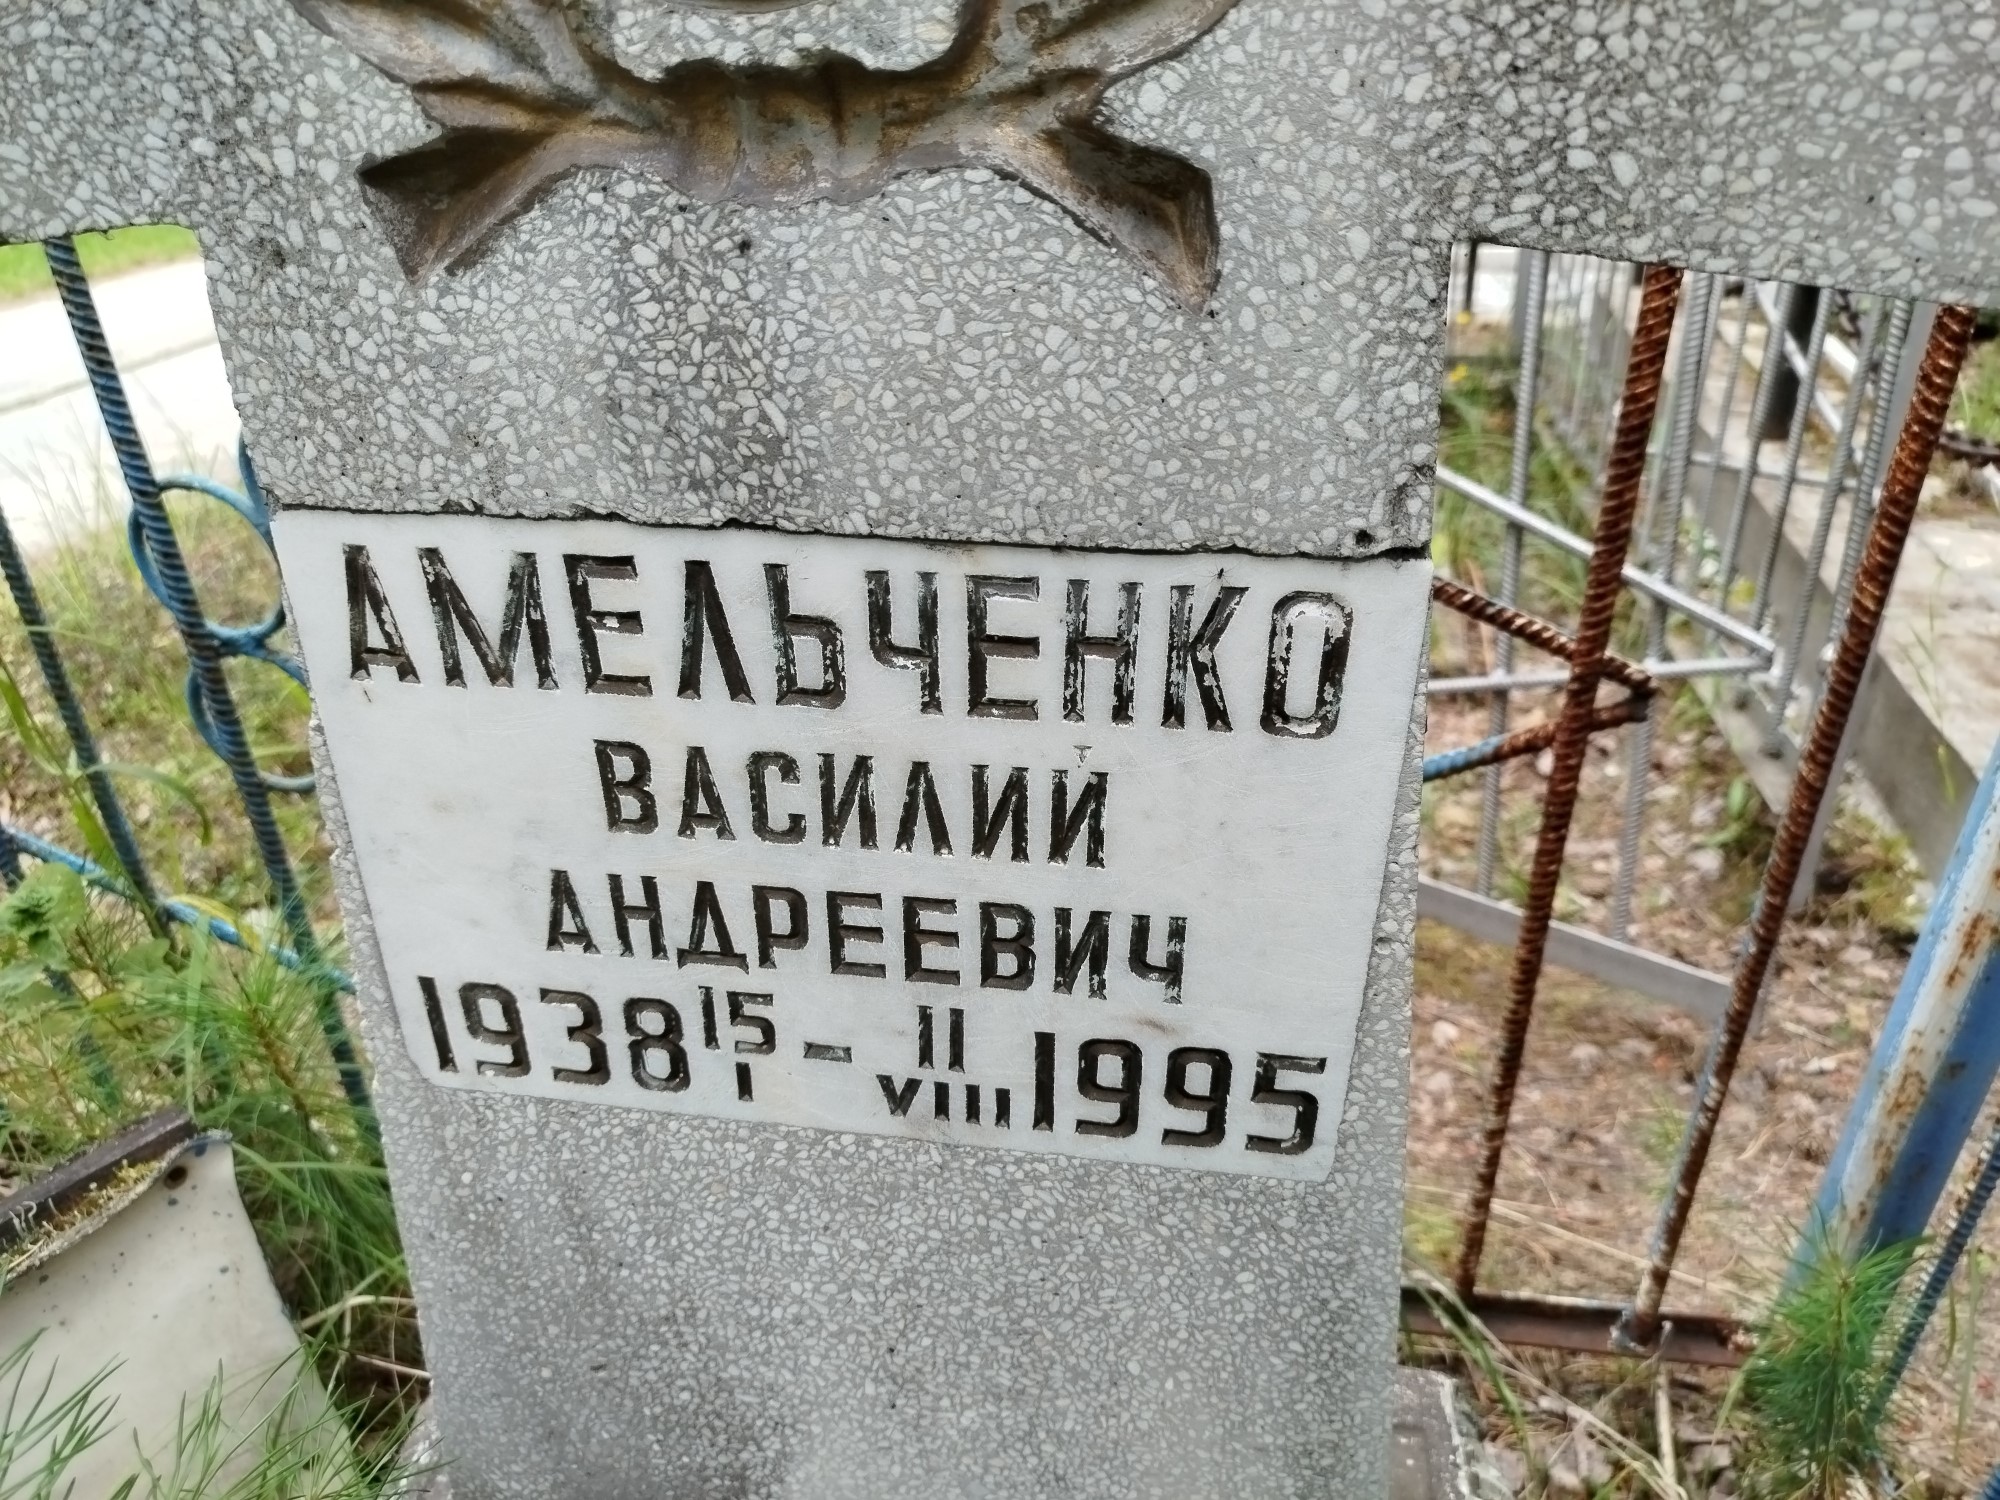 АМЕЛЬЧЕНКО
ВАСИЛИЙ
АНДРЕЕВИЧ
1938 15/I - 11/VIII 1995